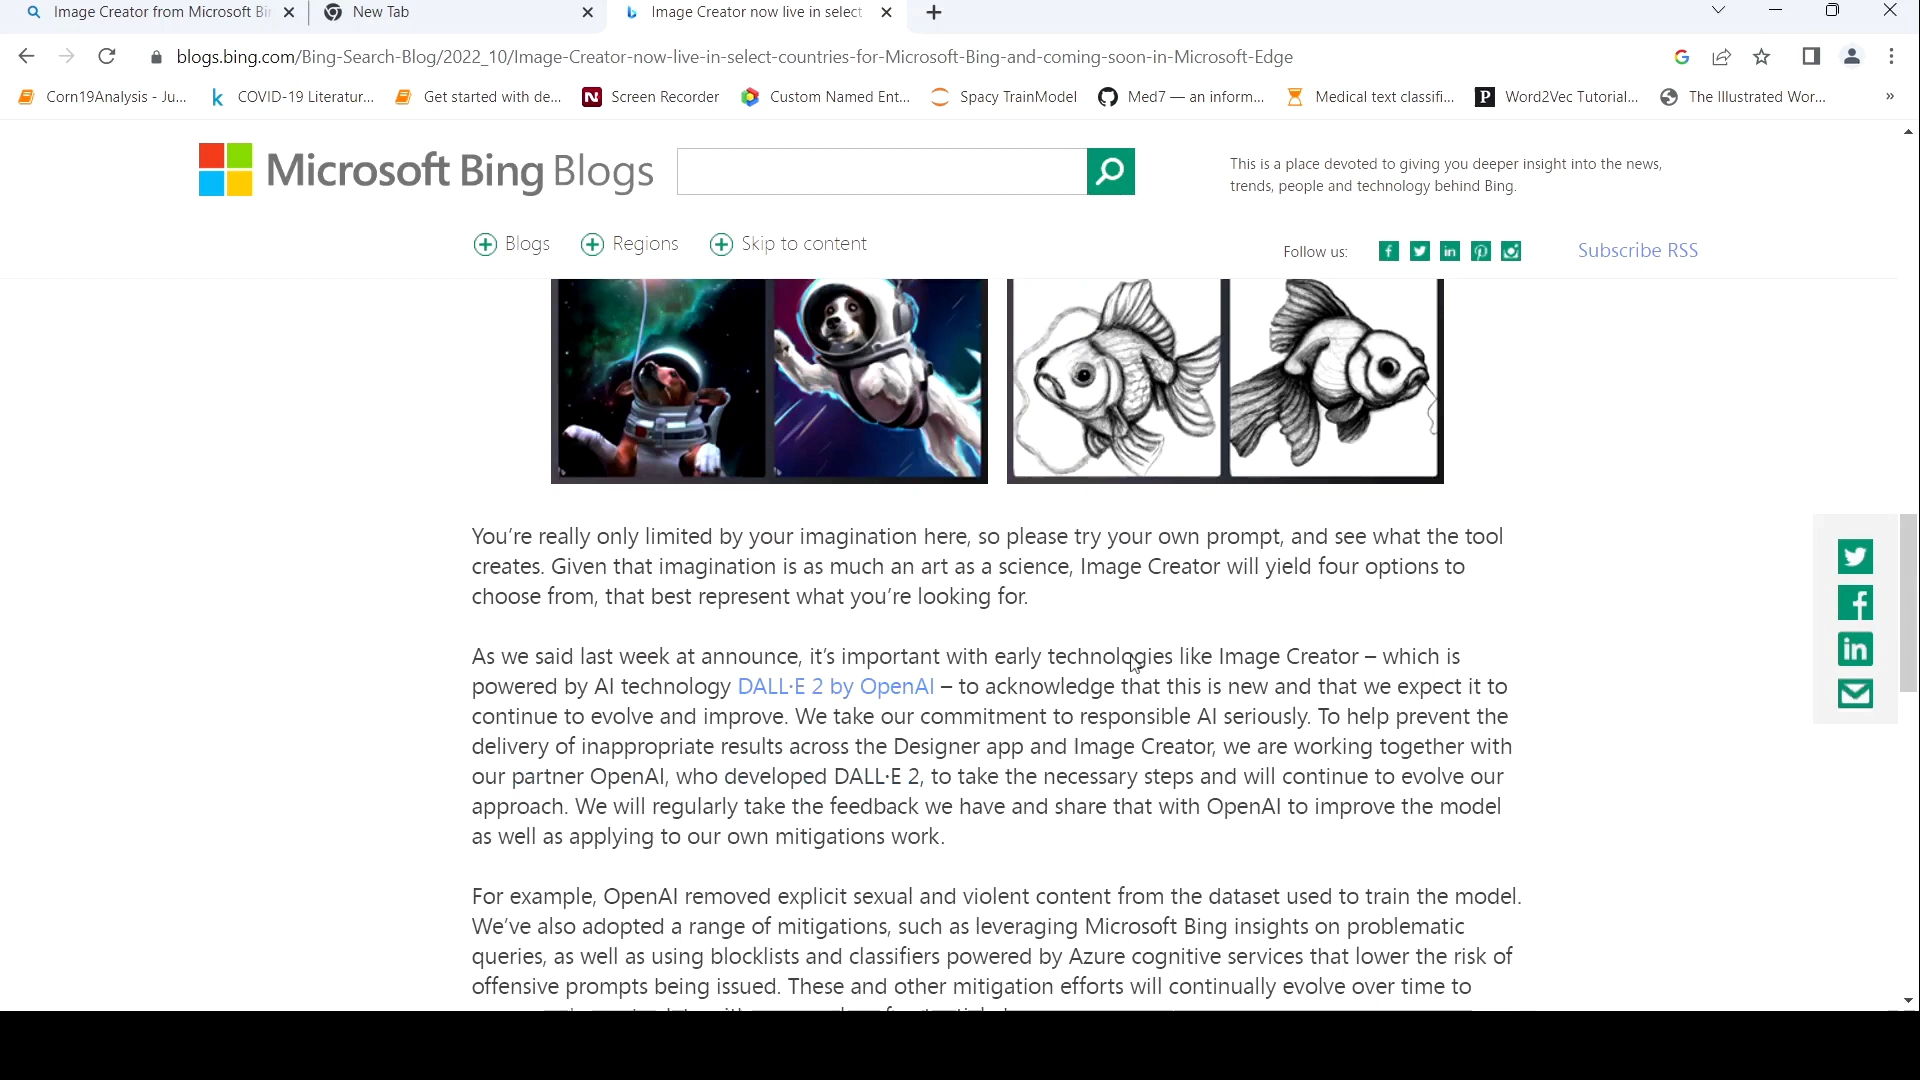 Image Creator from Microsoft Bi
New Tab
Image Creator now live in select
blogs.bing.com/Bing-Search-Blog/2022_10/Image-Creator-now-live-in-select-countries-for-Microsoft-Bing-and-coming-soon-in-Microsoft-Edge
Corn19Analysis - Ju...
COVID-19 Literatur...
Get started with de...
Screen Recorder
Custom Named Ent...
Spacy TrainModel
Med7 — an inform...
Medical text classifi...
Word2Vec Tutorial...
The Illustrated Wor...
»
Microsoft Bing Blogs
This is a place devoted to giving you deeper insight into the news,
trends, people and technology behind Bing.
Blogs
Regions
Skip to content
Follow us:
Subscribe RSS
You're really only limited by your imagination here, so please try your own prompt, and see what the tool
creates. Given that imagination is as much an art as a science, Image Creator will yield four options to
choose from, that best represent what you're looking for.
As we said last week at announce, it's important with early technologies like Image Creator – which is
powered by AI technology DALL∙E 2 by OpenAI – to acknowledge that this is new and that we expect it to
continue to evolve and improve. We take our commitment to responsible AI seriously. To help prevent the
delivery of inappropriate results across the Designer app and Image Creator, we are working together with
our partner OpenAI, who developed DALL∙E 2, to take the necessary steps and will continue to evolve our
approach. We will regularly take the feedback we have and share that with OpenAI to improve the model
as well as applying to our own mitigations work.
For example, OpenAI removed explicit sexual and violent content from the dataset used to train the model.
We've also adopted a range of mitigations, such as leveraging Microsoft Bing insights on problematic
queries, as well as using blocklists and classifiers powered by Azure cognitive services that lower the risk of
offensive prompts being issued. These and other mitigation efforts will continually evolve over time to